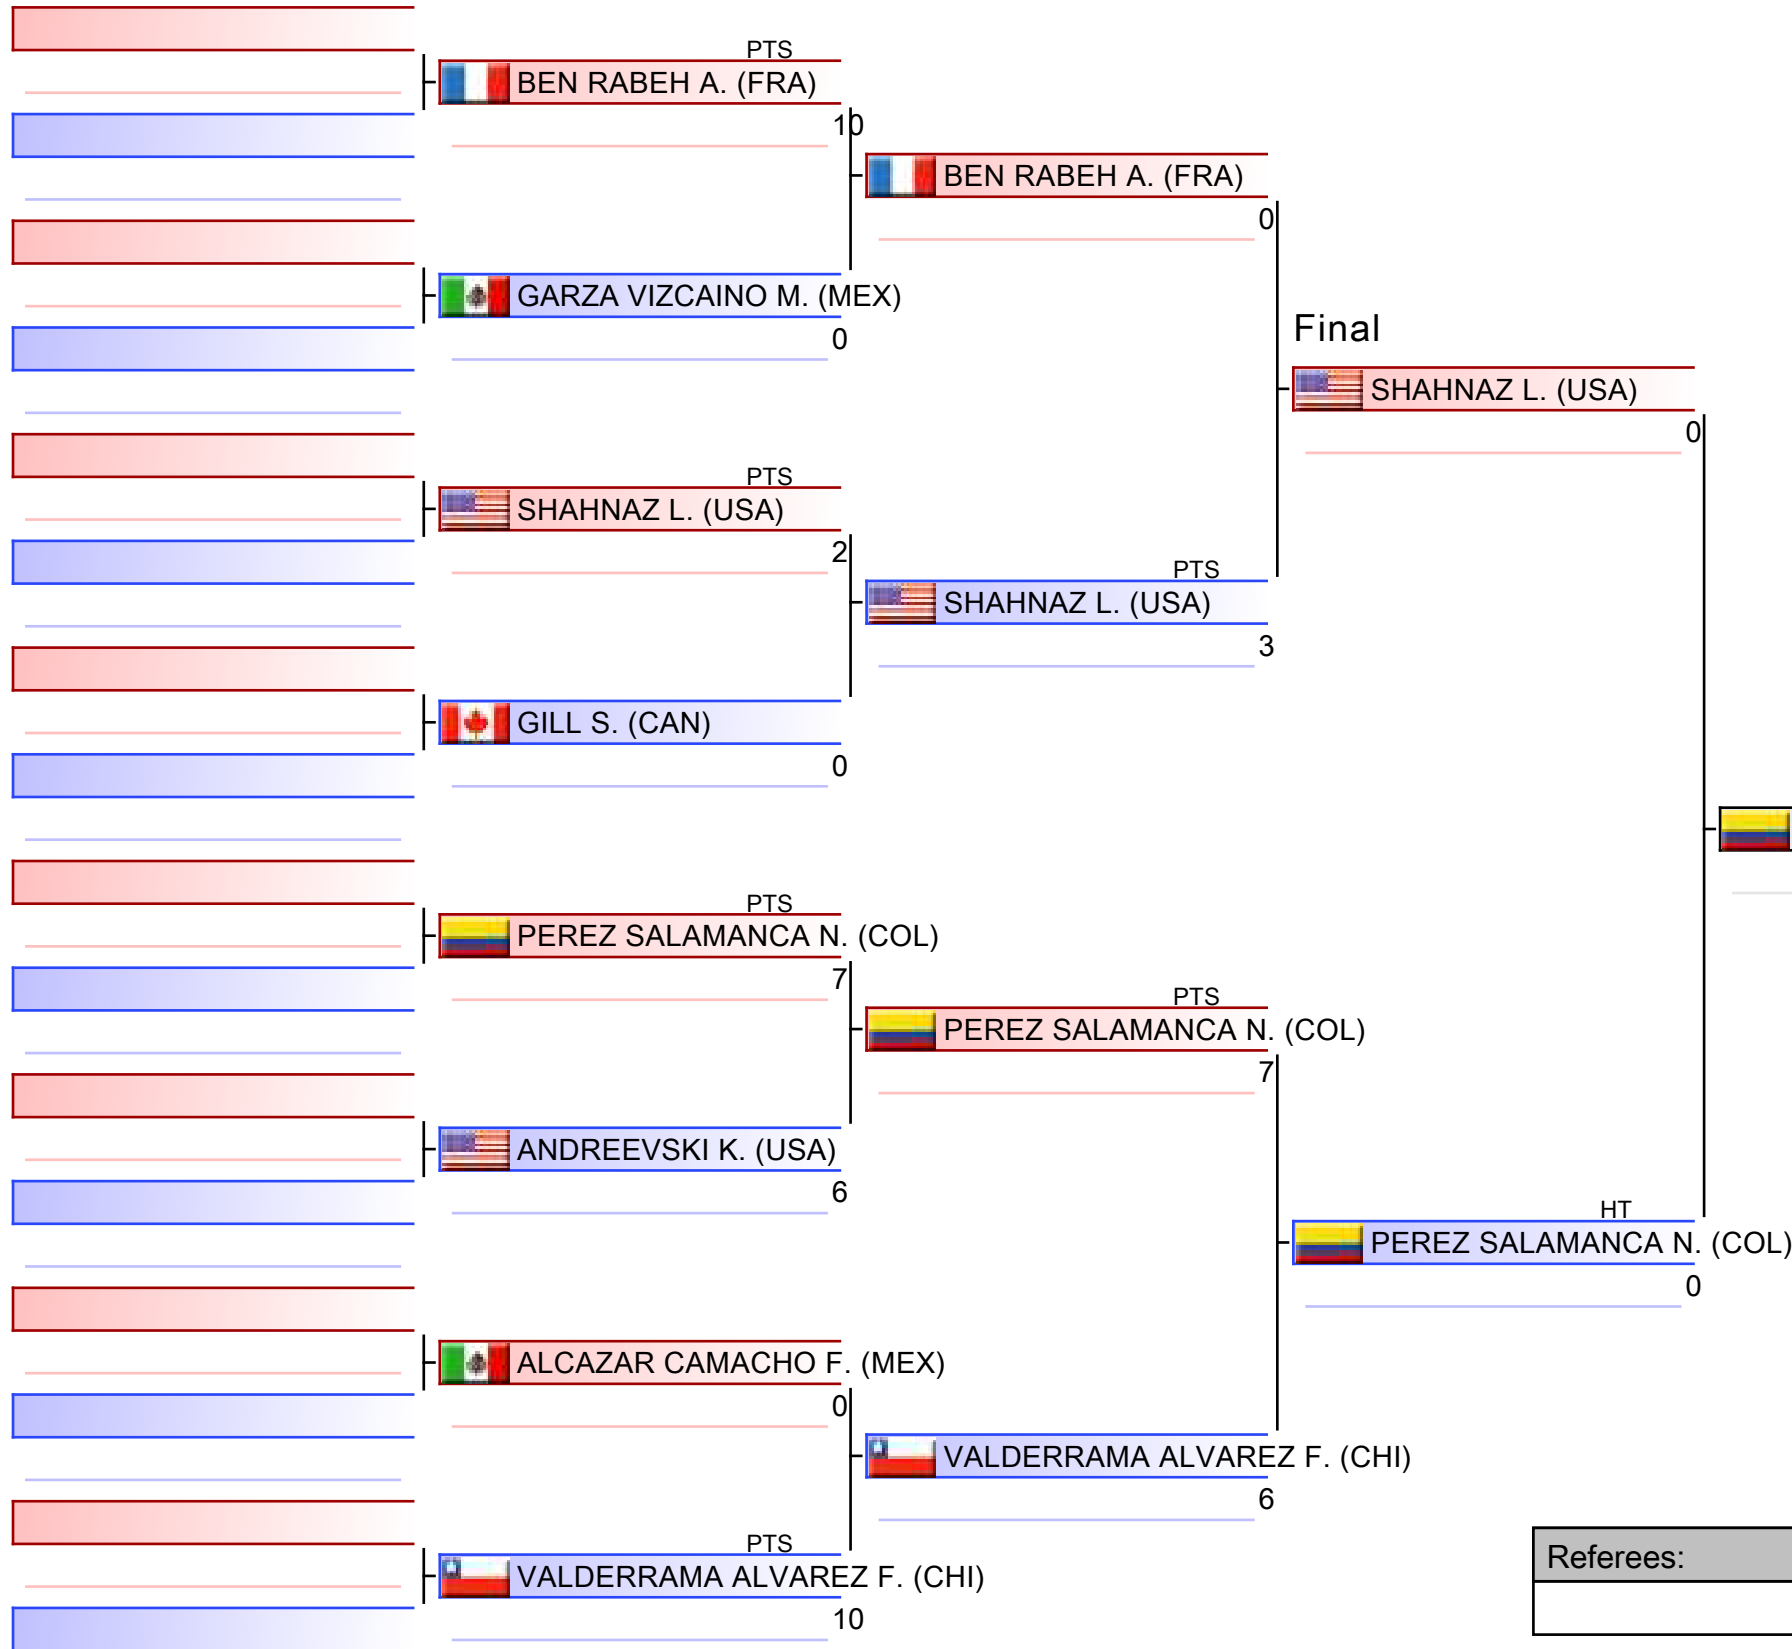 PTS
BEN RABEH A. (FRA)
10
GARZA VIZCAINO M. (MEX)
0
PTS
SHAHNAZ L. (USA)
2
GILL S. (CAN)
0
PTS
PEREZ SALAMANCA N. (COL)
7
ANDREEVSKI K. (USA)
6
ALCAZAR CAMACHO F. (MEX)
0
PTS
VALDERRAMA ALVAREZ F. (CHI)
10
BEN RABEH A. (FRA)
0
PTS
SHAHNAZ L. (USA)
3
PTS
PEREZ SALAMANCA N. (COL)
7
VALDERRAMA ALVAREZ F. (CHI)
6
Final
SHAHNAZ L. (USA)
0
HT
PEREZ SALAMANCA N. (COL)
0
Referees: